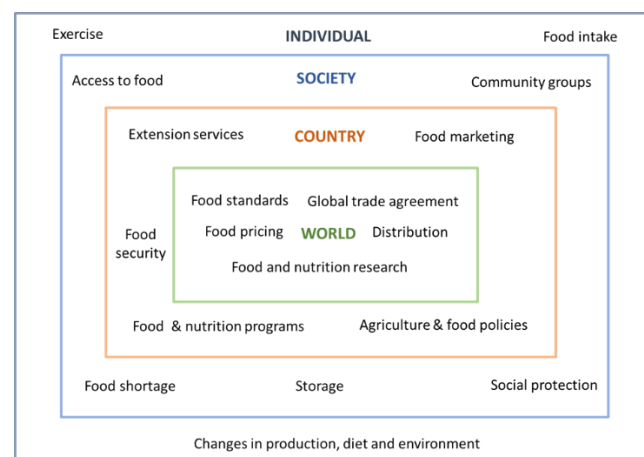 Exercise INDIVIDUAL Food intake
Access to food SOCIETY Community groups
Extension services COUNTRY Food marketing
Food standards Global trade agreement
Food pricing WORLD Distribution
Food
security
Food and nutrition research
Food & nutrition programs Agriculture & food policies
Food shortage Storage Social protection
Changes in production, diet and environment